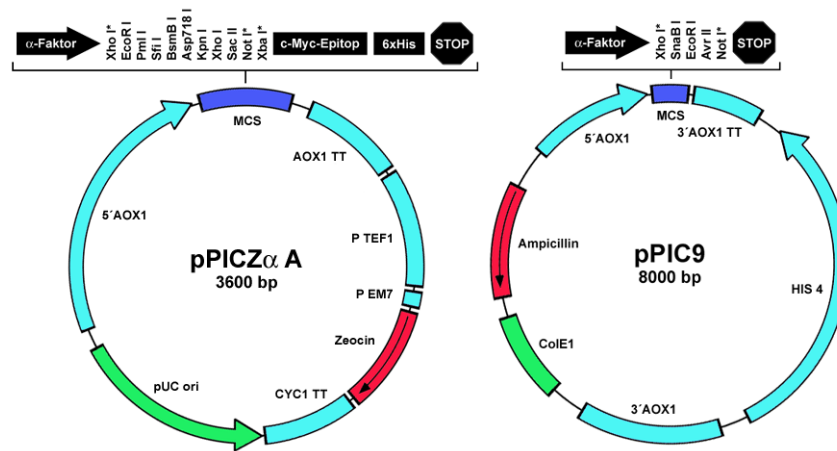 α-Faktor
Xho I*
EcoR I
Pml I
Sfi I
BsmB I
Asp718 I
Kpn I
Xho I
Sac II
Not I*
Xba I*
c-Myc-Epitop
6xHis
STOP
MCS
AOX1 TT
5´AOX1
P TEF1
pPICZα A
3600 bp
P EM7
Zeocin
pUC ori
CYC1 TT
α-Faktor
Xho I*
SnaB I
EcoR I
Avr II
Not I*
STOP
5´AOX1
MCS
3´AOX1 TT
Ampicillin
pPIC9
8000 bp
HIS 4
ColE1
3´AOX1